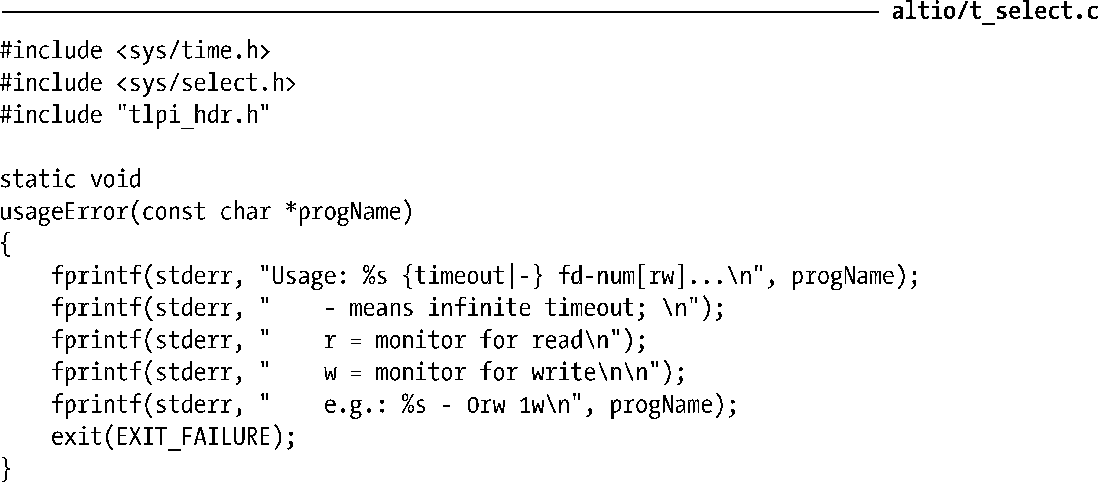 altio/t_select.c
#include <sys/time.h>
#include <sys/select.h>
#include "tlpi_hdr.h"

static void
usageError(const char *progName)
{
    fprintf(stderr, "Usage: %s {timeout|-} fd-num[rw]...\n", progName);
    fprintf(stderr, "    - means infinite timeout; \n");
    fprintf(stderr, "    r = monitor for read\n");
    fprintf(stderr, "    w = monitor for write\n\n");
    fprintf(stderr, "    e.g.: %s - 0rw 1w\n", progName);
    exit(EXIT_FAILURE);
}